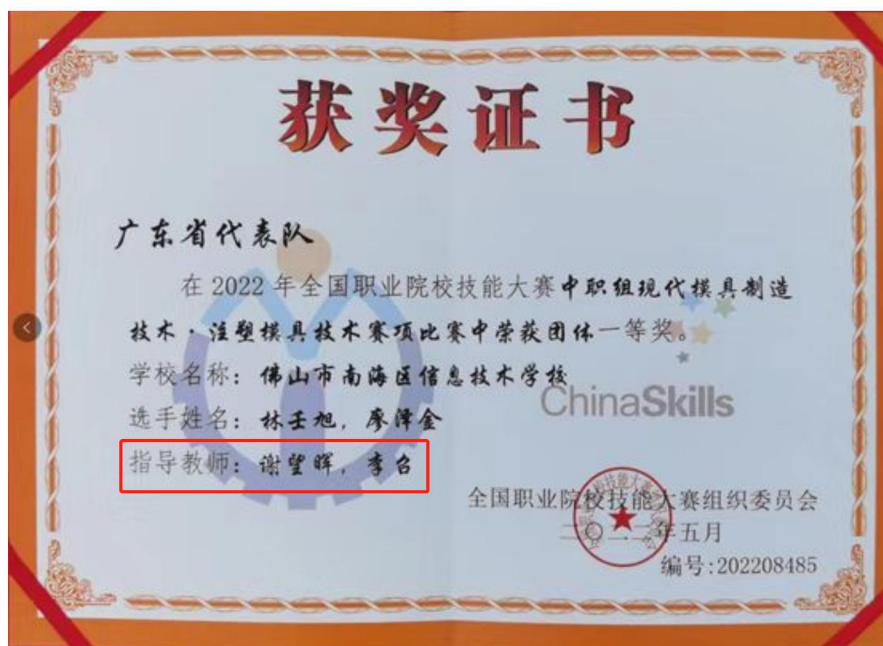 获奖证书
广东省代表队
在 2022 年全国职业院校技能大赛中职组现代模具制造
技术·注塑模具技术赛项比赛中荣获团体一等奖。
学校名称：佛山市南海区信息技术学校
选手姓名：林壬旭，廖泽金
指导教师：谢望晖，李台
ChinaSkills
全国职业院校技能大赛组织委员会
二〇二二年五月
编号:202208485